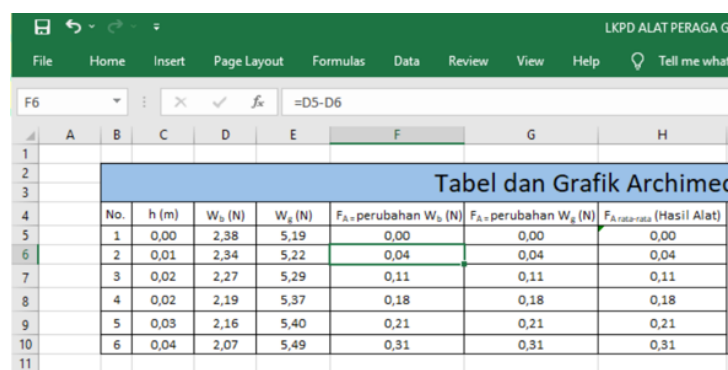 LKPD ALAT PERAGA G
File Home Insert Page Layout Formulas Data Review View Help Tell me what
F6 fx =D5-D6
A B C D E F G H
1
2
Tabel dan Grafik Archimed
3
4 No. h (m) Wb (N) Wg (N) FA = perubahan Wb (N) FA = perubahan Wg (N) FA rata-rata (Hasil Alat)
5 1 0,00 2,38 5,19 0,00 0,00 0,00
6 2 0,01 2,34 5,22 0,04 0,04 0,04
7 3 0,02 2,27 5,29 0,11 0,11 0,11
8 4 0,02 2,19 5,37 0,18 0,18 0,18
9 5 0,03 2,16 5,40 0,21 0,21 0,21
10 6 0,04 2,07 5,49 0,31 0,31 0,31
11